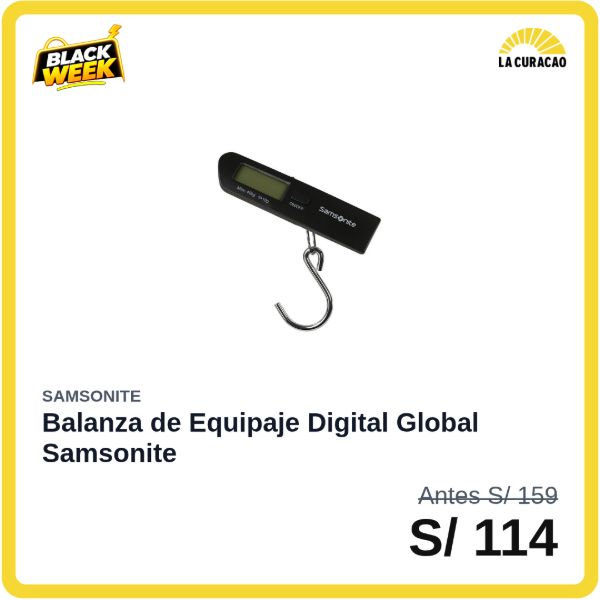 BLACK
WEEK
LA CURACAO
Samsonite
SAMSONITE
Balanza de Equipaje Digital Global
Samsonite
Antes S/ 159
S/ 114